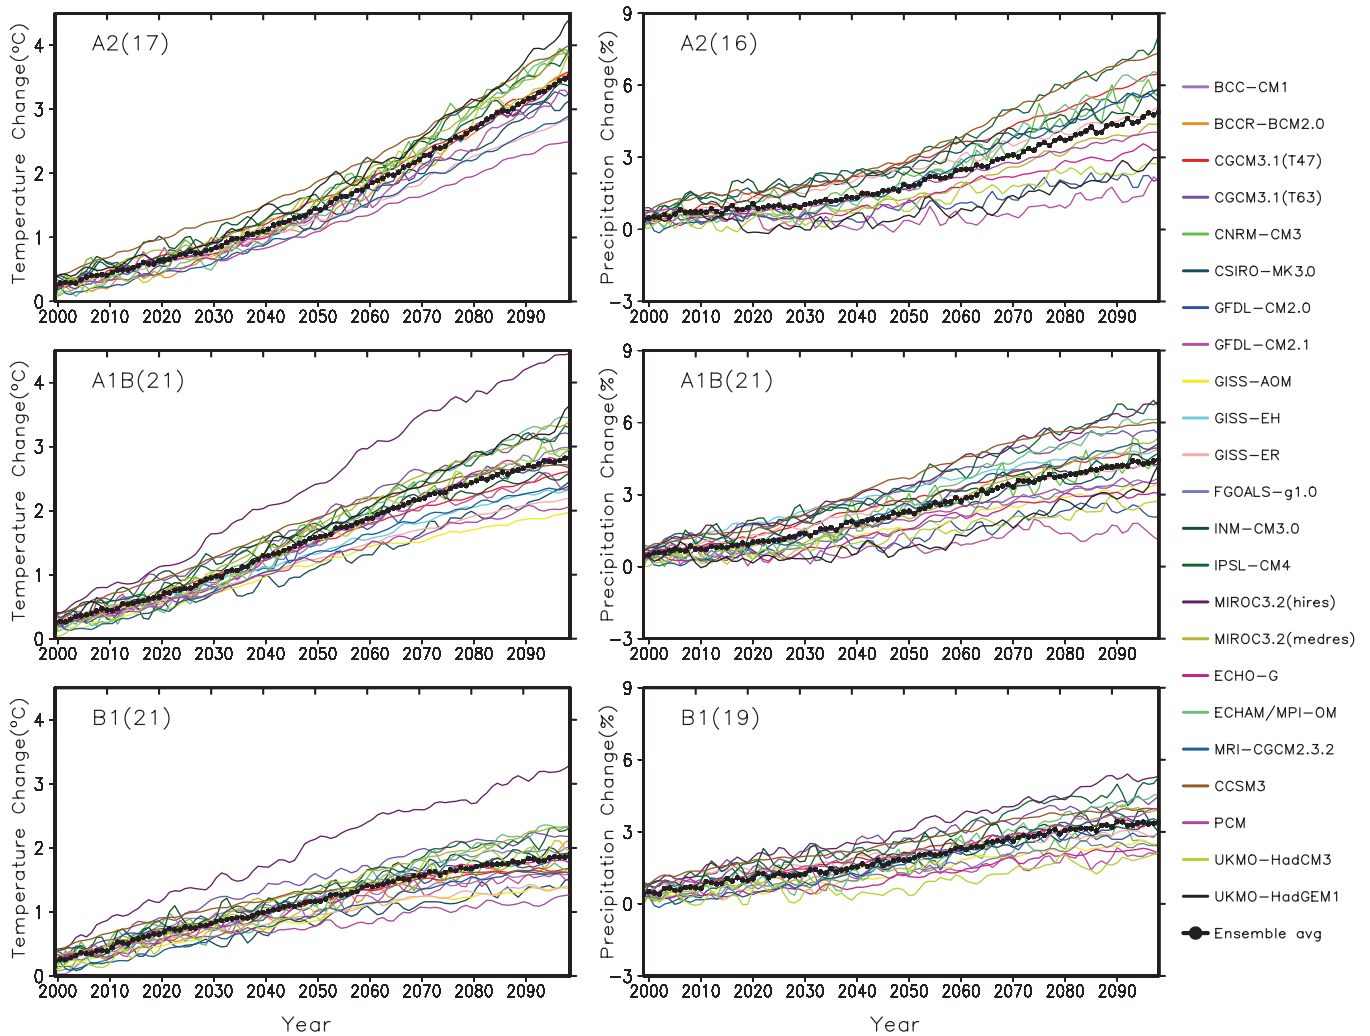 A2(17)
Temperature Change(°C)
4
3
2
1
0
2000 2010 2020 2030 2040 2050 2060 2070 2080 2090
A2(16)
Precipitation Change(%)
9
6
3
0
−3
2000 2010 2020 2030 2040 2050 2060 2070 2080 2090
A1B(21)
Temperature Change(°C)
4
3
2
1
0
2000 2010 2020 2030 2040 2050 2060 2070 2080 2090
A1B(21)
Precipitation Change(%)
9
6
3
0
−3
2000 2010 2020 2030 2040 2050 2060 2070 2080 2090
B1(21)
Temperature Change(°C)
4
3
2
1
0
2000 2010 2020 2030 2040 2050 2060 2070 2080 2090
Year
B1(19)
Precipitation Change(%)
9
6
3
0
−3
2000 2010 2020 2030 2040 2050 2060 2070 2080 2090
Year
BCC−CM1
BCCR−BCM2.0
CGCM3.1(T47)
CGCM3.1(T63)
CNRM−CM3
CSIRO−MK3.0
GFDL−CM2.0
GFDL−CM2.1
GISS−AOM
GISS−EH
GISS−ER
FGOALS−g1.0
INM−CM3.0
IPSL−CM4
MIROC3.2(hires)
MIROC3.2(medres)
ECHO−G
ECHAM/MPI−OM
MRI−CGCM2.3.2
CCSM3
PCM
UKMO−HadCM3
UKMO−HadGEM1
Ensemble avg